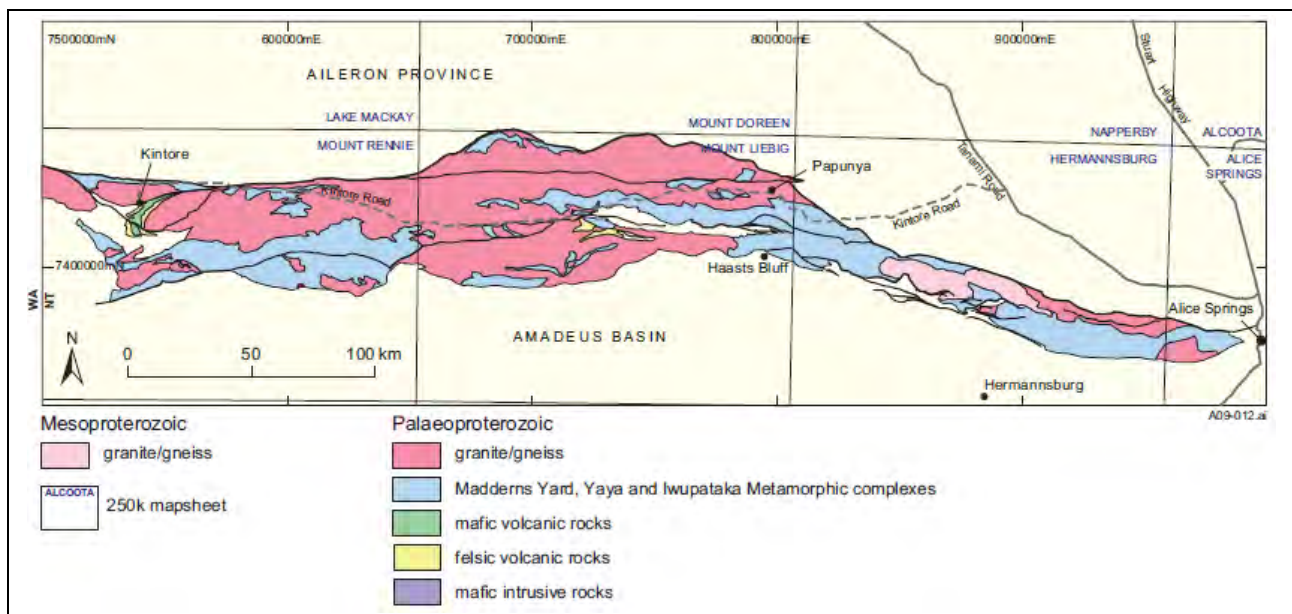 7500000mN
600000mE
700000mE
800000mE
900000mE
Stuart
Highway
AILERON PROVINCE
LAKE MACKAY
MOUNT DOREEN
NAPPERBY
ALCOOTA
MOUNT RENNIE
MOUNT LIEBIG
HERMANNSBURG
ALICE
SPRINGS
Tanami Road
Kintore
Papunya
Kintore Road
Kintore Road
7400000mN
Haasts Bluff
WA
NT
Alice Springs
N
AMADEUS BASIN
0
50
100 km
Hermannsburg
A09-012.ai
Mesoproterozoic
granite/gneiss
ALCOOTA
250k mapsheet
Palaeoproterozoic
granite/gneiss
Madderns Yard, Yaya and Iwupataka Metamorphic complexes
mafic volcanic rocks
felsic volcanic rocks
mafic intrusive rocks